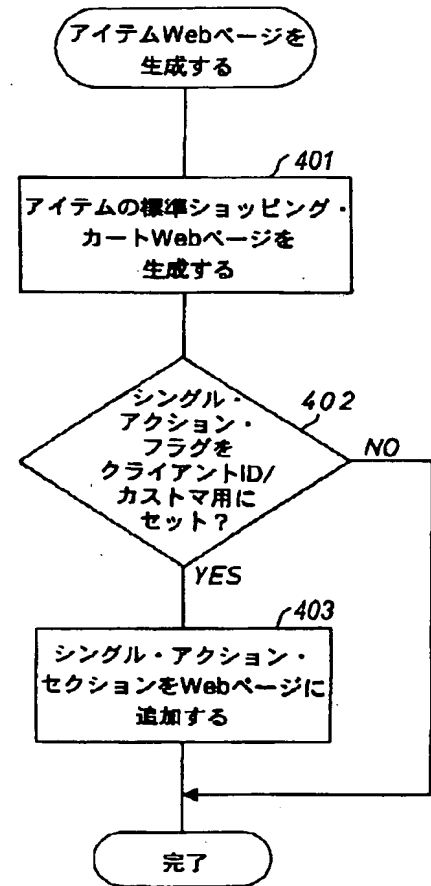 アイテムWebページを
生成する
401
アイテムの標準ショッピング・
カートWebページを
生成する
402
シングル・
アクション・
フラグを
クライアントID/
カストマ用に
セット?
NO
YES
403
シングル・アクション・
セクションをWebページに
追加する
完了